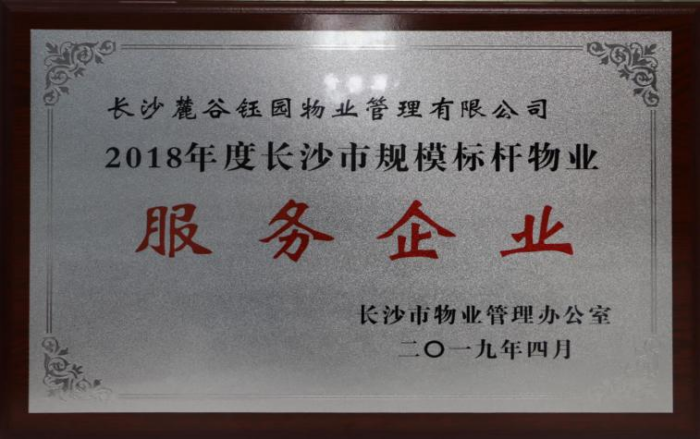 长沙麓谷钰园物业管理有限公司
2018年度长沙市规模标杆物业
服务企业
长沙市物业管理办公室
二〇一九年四月